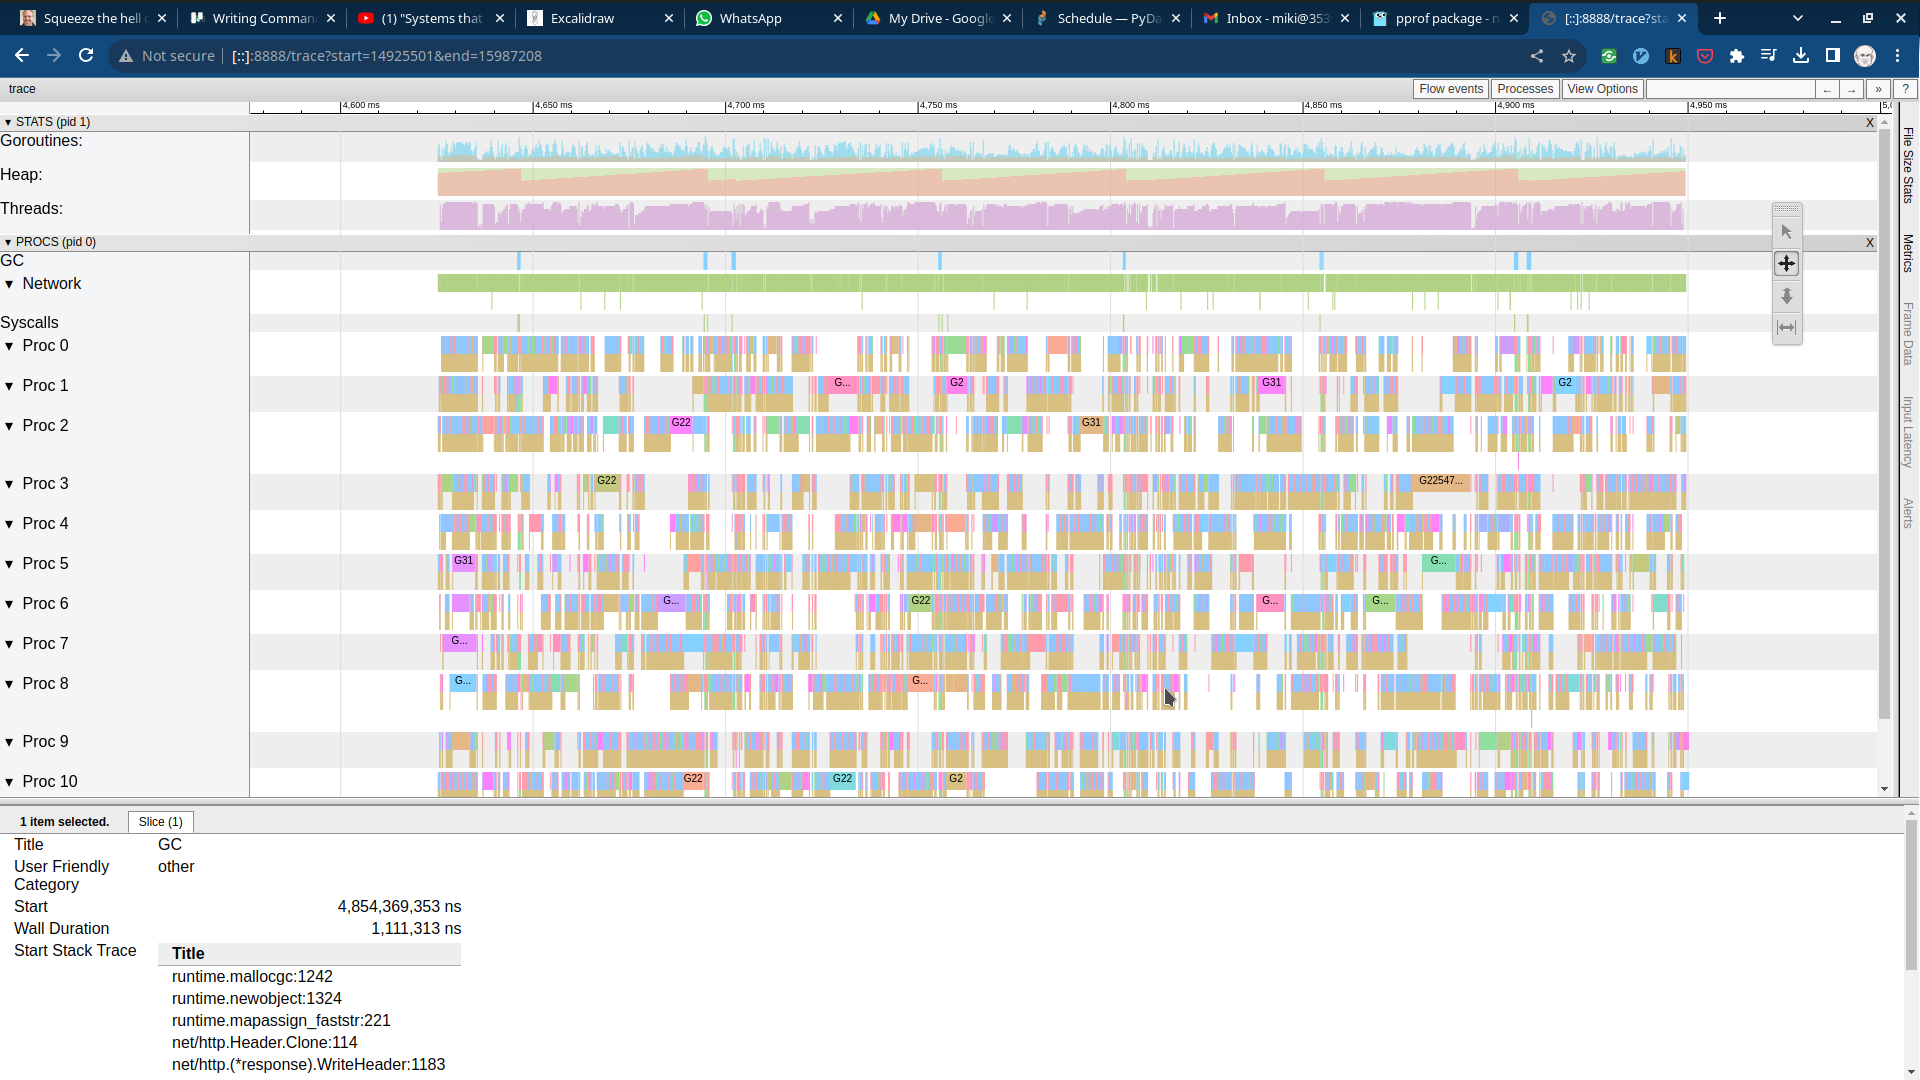 Squeeze the hell
Writing Comman
(1) "Systems that
Excalidraw
WhatsApp
My Drive - Google
Schedule — PyDa
Inbox - miki@353
pprof package - n
[::]:8888/trace?sta
Not secure
[::]:8888/trace?start=14925501&end=15987208
trace
Flow events
Processes
View Options
←
→
»
?
4,600 ms
4,650 ms
4,700 ms
4,750 ms
4,800 ms
4,850 ms
4,900 ms
4,950 ms
5,0
STATS (pid 1)
X
Goroutines:
Heap:
Threads:
PROCS (pid 0)
X
GC
Network
Syscalls
Proc 0
Proc 1
G...
G2
G31
G2
Proc 2
G22
G31
Proc 3
G22
G22547...
Proc 4
Proc 5
G31
G...
Proc 6
G...
G22
G...
G...
Proc 7
G...
Proc 8
G...
G...
Proc 9
Proc 10
G22
G22
G2
File Size Stats
Metrics
Frame Data
Input Latency
Alerts
1 item selected.
Slice (1)
Title GC
User Friendly Category other
Start 4,854,369,353 ns
Wall Duration 1,111,313 ns
Start Stack Trace
Title
runtime.mallocgc:1242
runtime.newobject:1324
runtime.mapassign_faststr:221
net/http.Header.Clone:114
net/http.(*response).WriteHeader:1183